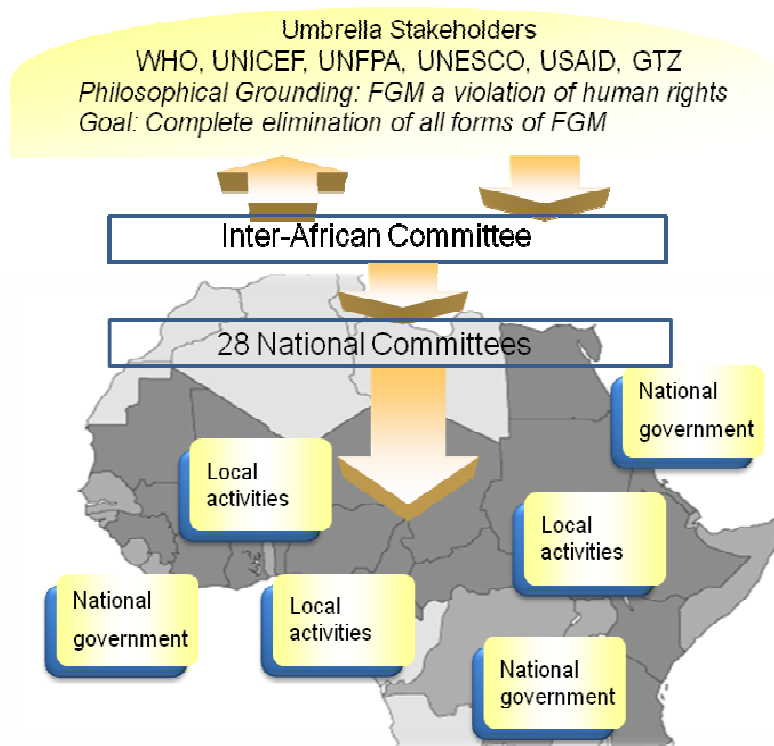 Umbrella Stakeholders
WHO, UNICEF, UNFPA, UNESCO, USAID, GTZ
Philosophical Grounding: FGM a violation of human rights
Goal: Complete elimination of all forms of FGM
Inter-African Committee
28 National Committees
National
government
Local
activities
Local
activities
National
government
Local
activities
National
government